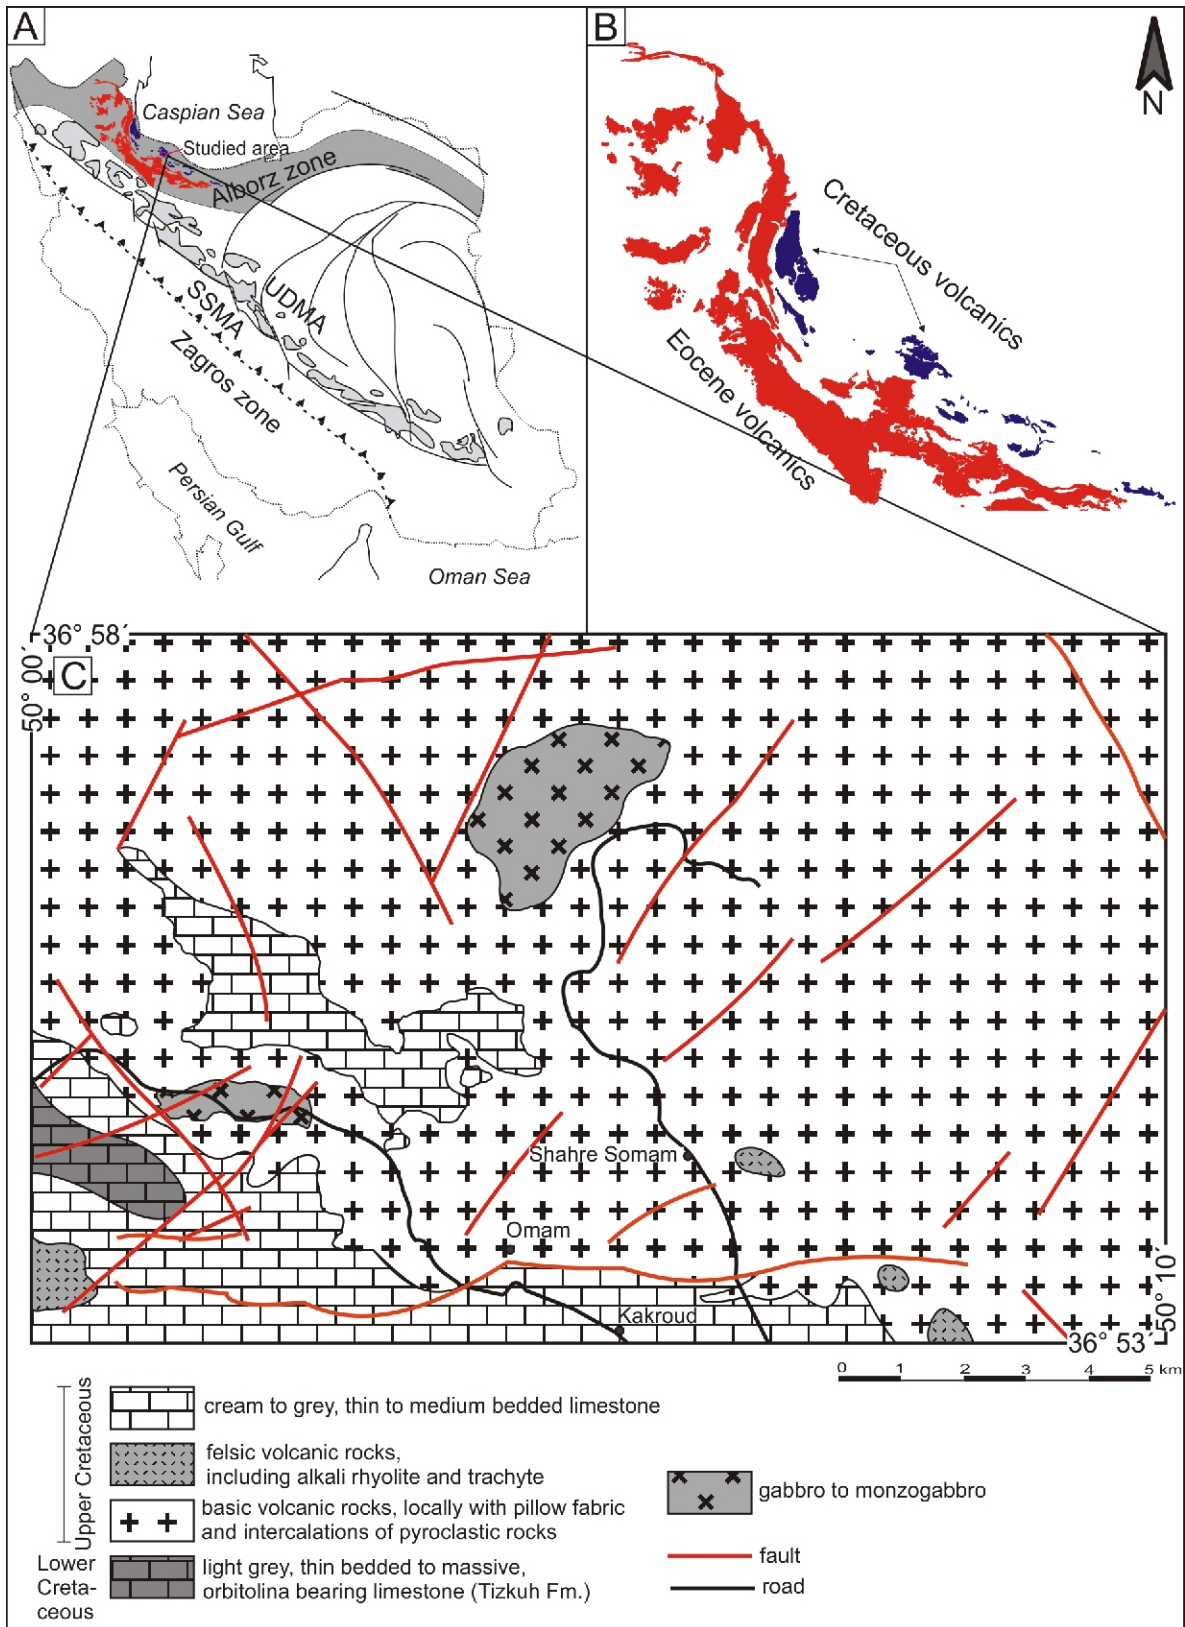 A
B
N
Caspian Sea
Studied area
Alborz zone
SSMA
UDMA
Zagros zone
Persian Gulf
Oman Sea
Cretaceous volcanics
Eocene volcanics
36° 58´
50° 00´
C
Shahre Somam
Omam
Kakroud
50° 10´
36° 53´
0 1 2 3 4 5 km
Upper Cretaceous
cream to grey, thin to medium bedded limestone
felsic volcanic rocks,
including alkali rhyolite and trachyte
basic volcanic rocks, locally with pillow fabric
and intercalations of pyroclastic rocks
Lower
Creta-
ceous
light grey, thin bedded to massive,
orbitolina bearing limestone (Tizkuh Fm.)
gabbro to monzogabbro
fault
road